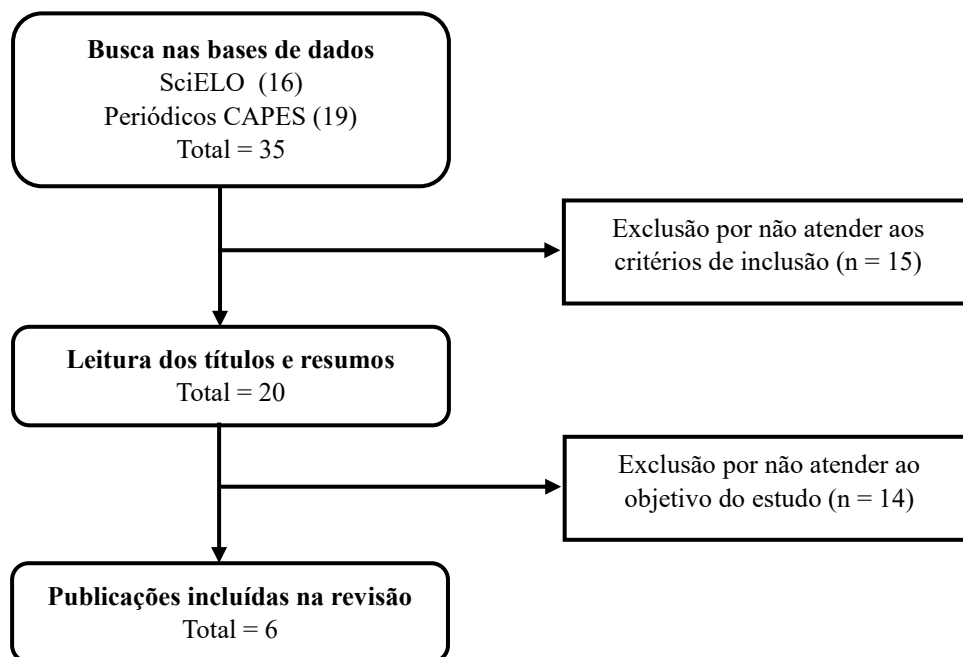 Busca nas bases de dados
SciELO (16)
Periódicos CAPES (19)
Total = 35
Exclusão por não atender aos
critérios de inclusão (n = 15)
Leitura dos títulos e resumos
Total = 20
Exclusão por não atender ao
objetivo do estudo (n = 14)
Publicações incluídas na revisão
Total = 6